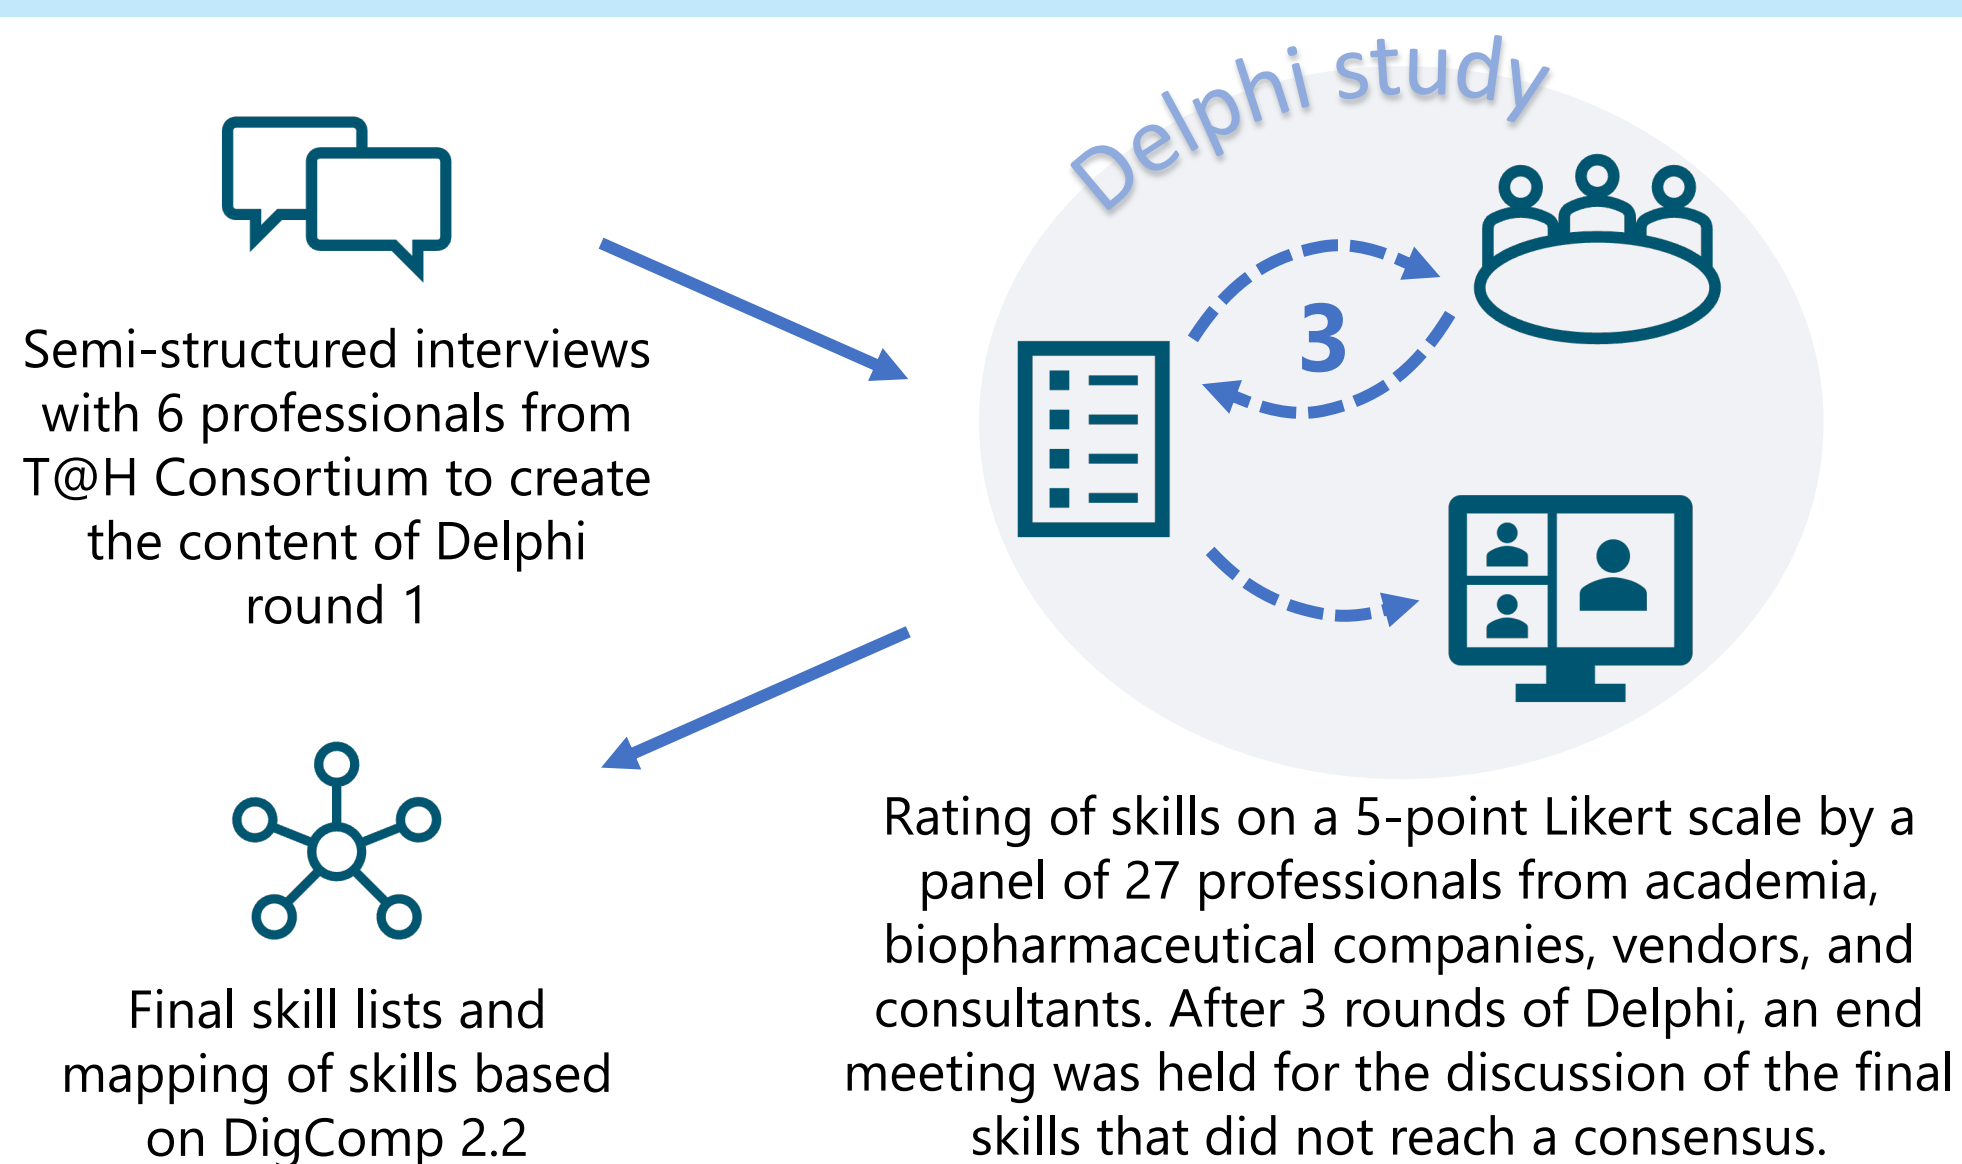 Delphi study
3
Semi-structured interviews
with 6 professionals from
T@H Consortium to create
the content of Delphi
round 1
Rating of skills on a 5-point Likert scale by a
panel of 27 professionals from academia,
biopharmaceutical companies, vendors, and
consultants. After 3 rounds of Delphi, an end
meeting was held for the discussion of the final
skills that did not reach a consensus.
Final skill lists and
mapping of skills based
on DigComp 2.2